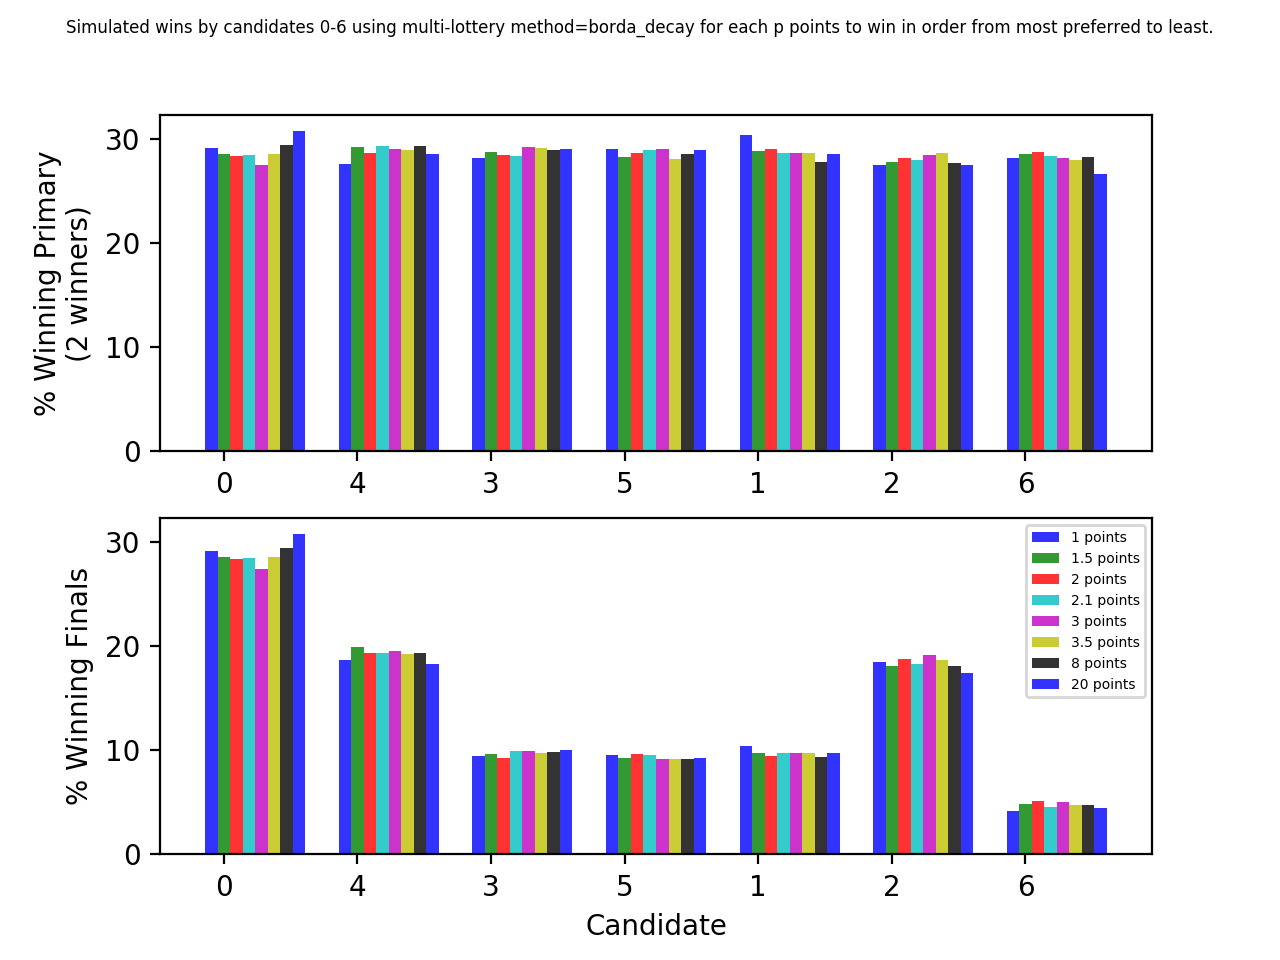 Simulated wins by candidates 0-6 using multi-lottery method=borda_decay for each p points to win in order from most preferred to least.
% Winning Primary
(2 winners)
30
20
10
0
0 4 3 5 1 2 6
% Winning Finals
30
20
10
0
1 points
1.5 points
2 points
2.1 points
3 points
3.5 points
8 points
20 points
0 4 3 5 1 2 6
Candidate